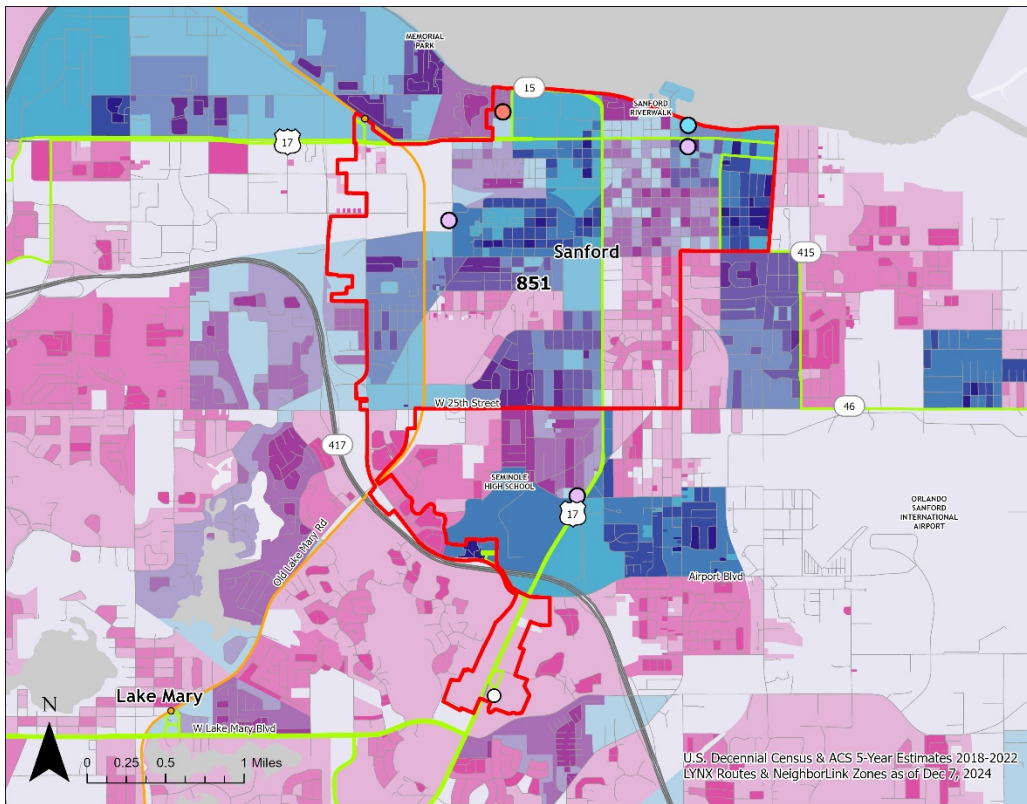 MEMORIAL
PARK
15
SANFORD
RIVERWALK
17
Sanford
415
851
W 25th Street
46
417
SEMINOLE
HIGH SCHOOL
17
ORLANDO
SANFORD
INTERNATIONAL
AIRPORT
Old Lake Mary Rd
Airport Blvd
Lake Mary
N
W Lake Mary Blvd
0 0.25 0.5 1 Miles
U.S. Decennial Census & ACS 5-Year Estimates 2018-2022
LYNX Routes & NeighborLink Zones as of Dec 7, 2024